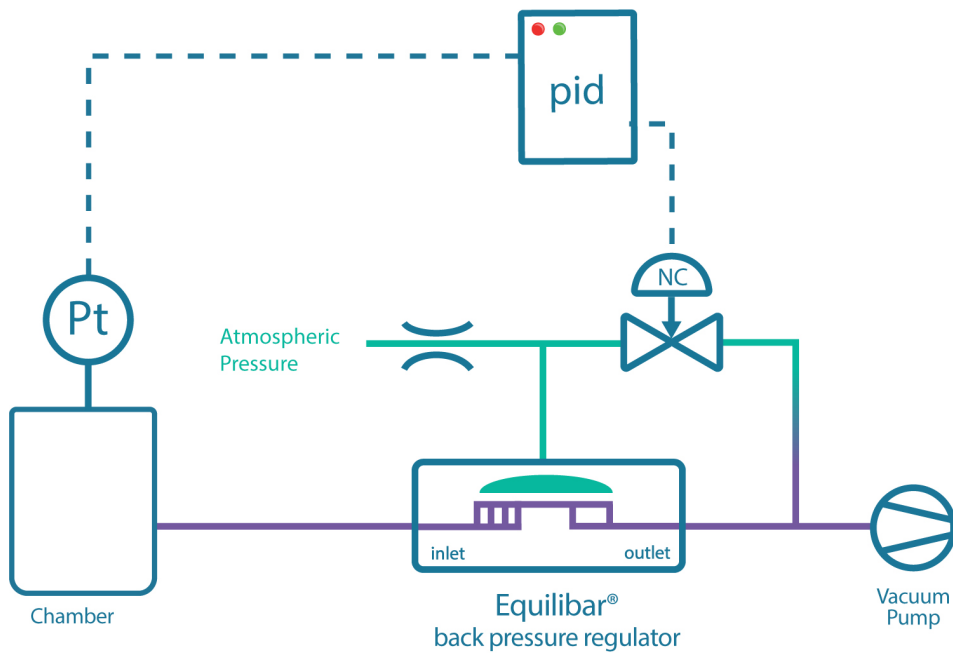 pid
NC
Pt
Atmospheric
Pressure
inlet
outlet
Equilibar®
back pressure regulator
Chamber
Vacuum
Pump